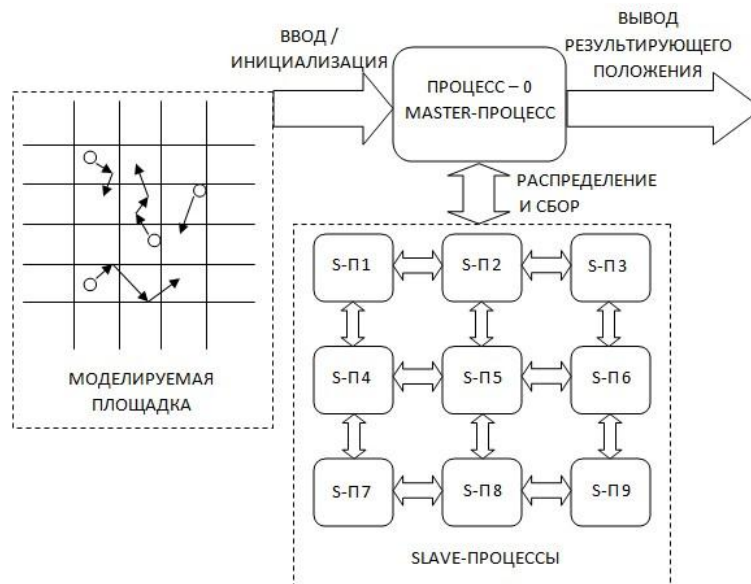 ВВОД /
ИНИЦИАЛИЗАЦИЯ
ПРОЦЕСС – 0
MASTER-ПРОЦЕСС
ВЫВОД
РЕЗУЛЬТИРУЮЩЕГО
ПОЛОЖЕНИЯ
РАСПРЕДЕЛЕНИЕ
И СБОР
МОДЕЛИРУЕМАЯ
ПЛОЩАДКА
S-П1
S-П2
S-П3
S-П4
S-П5
S-П6
S-П7
S-П8
S-П9
SLAVE-ПРОЦЕССЫ